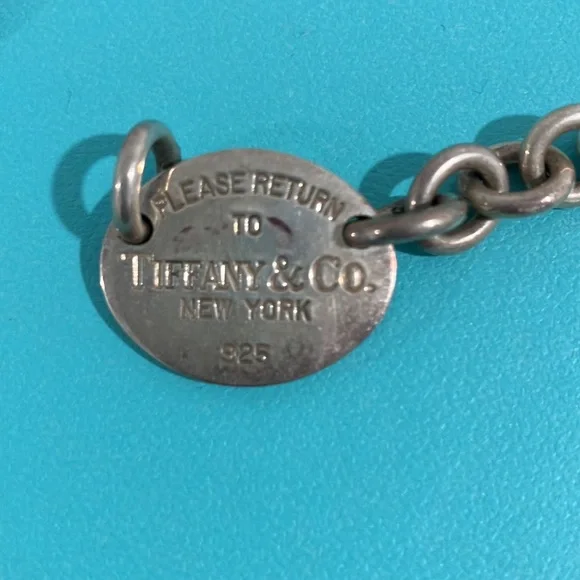 PLEASE RETURN
TO
TIFFANY & CO.
NEW YORK
925